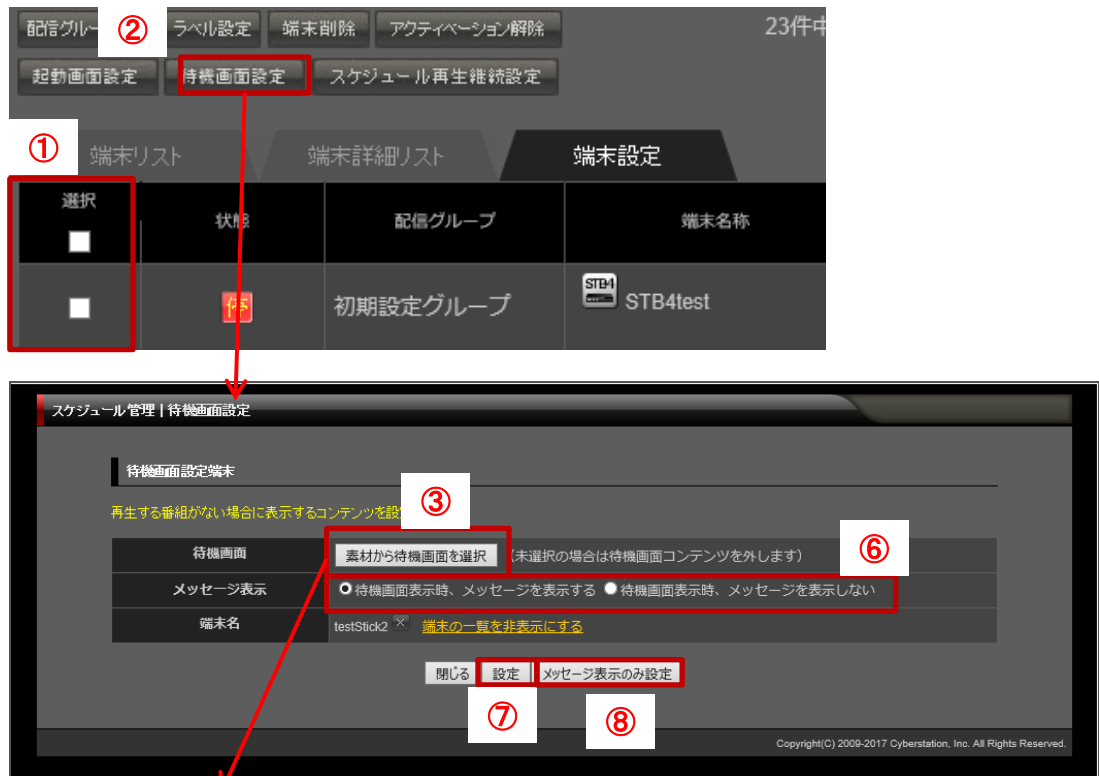 配信グルー ② ラベル設定 端末削除 アクティベーション解除 23件中
起動画面設定 待機画面設定 スケジュール再生継続設定
① 端末リスト 端末詳細リスト 端末設定
選択 状態 配信グループ 端末名称
停 初期設定グループ STB4 STB4test
スケジュール管理 | 待機画面設定
待機画面設定端末
③
再生する番組がない場合に表示するコンテンツを設
待機画面 素材から待機画面を選択 (未選択の場合は待機画面コンテンツを外します) ⑥
メッセージ表示 待機画面表示時、メッセージを表示する 待機画面表示時、メッセージを表示しない
端末名 testStick2 端末の一覧を非表示にする
閉じる 設定 メッセージ表示のみ設定
⑦ ⑧
Copyright(C) 2009-2017 Cyberstation, Inc. All Rights Reserved.